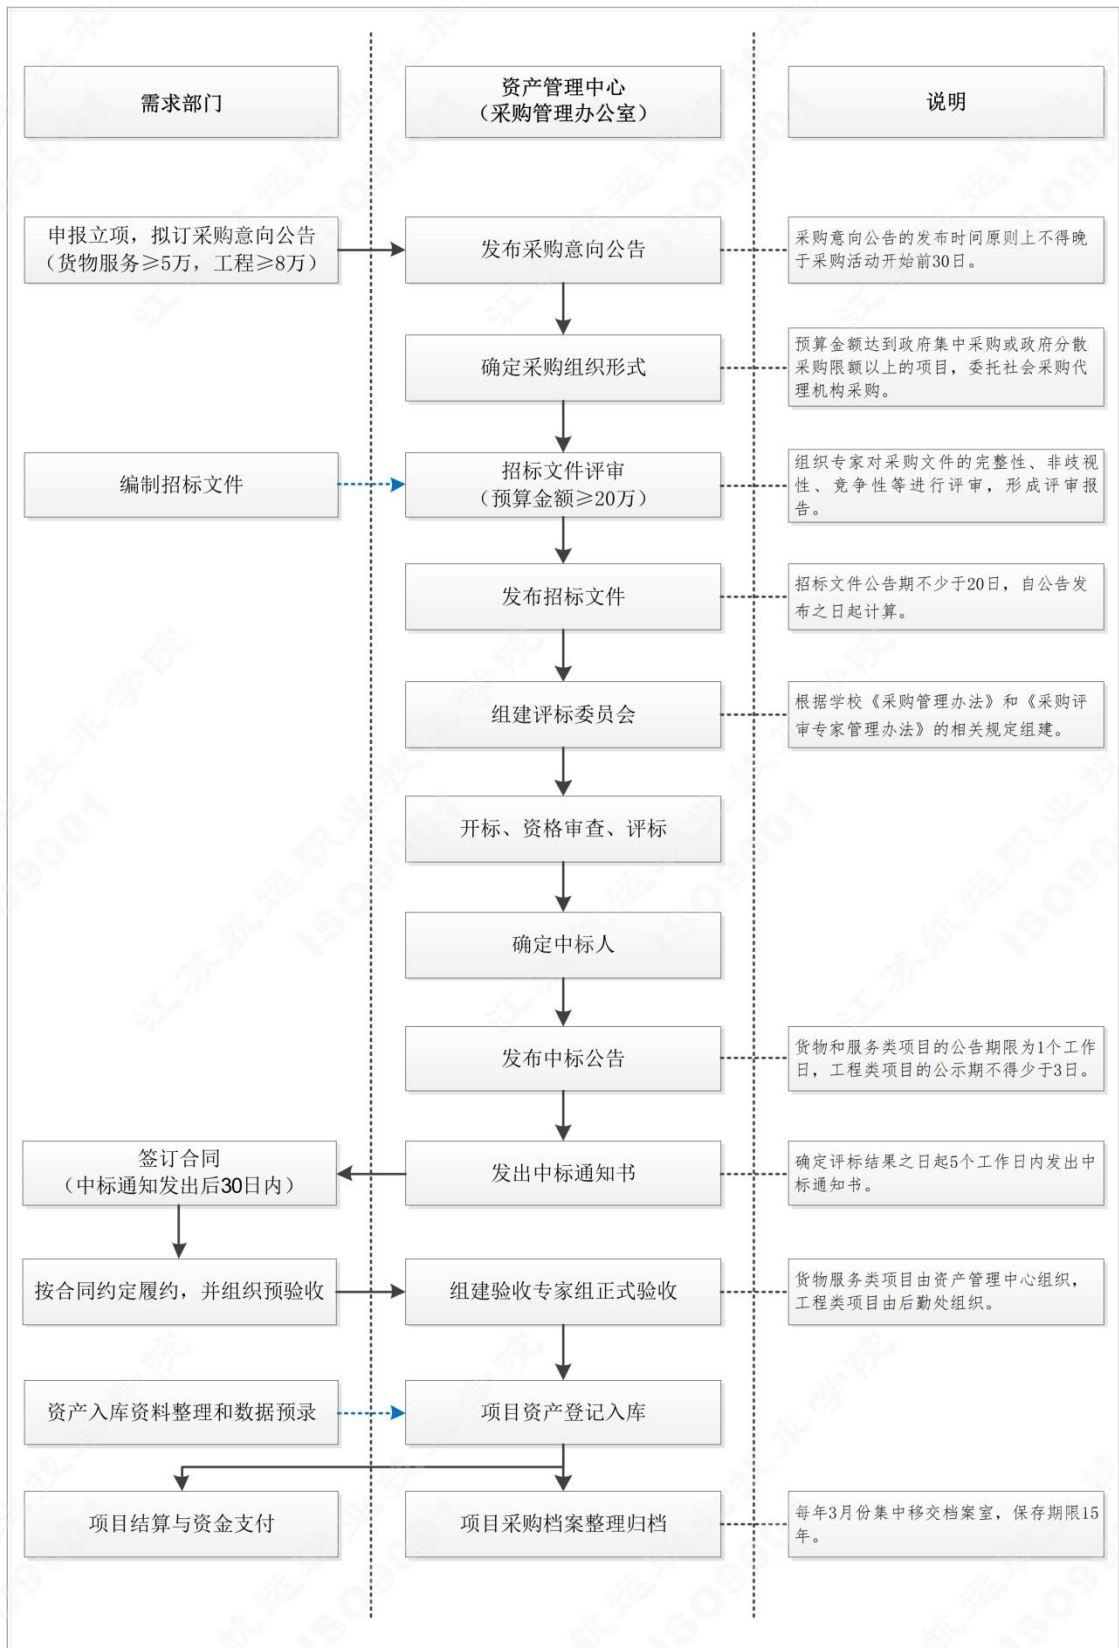 需求部门
资产管理中心
（采购管理办公室）
说明
申报立项，拟订采购意向公告
（货物服务≥5万，工程≥8万）
发布采购意向公告
采购意向公告的发布时间原则上不得晚
于采购活动开始前30日。
确定采购组织形式
预算金额达到政府集中采购或政府分散
采购限额以上的项目，委托社会采购代
理机构采购。
编制招标文件
招标文件评审
（预算金额≥20万）
组织专家对采购文件的完整性、非歧视
性、竞争性等进行评审，形成评审报
告。
发布招标文件
招标文件公告期不少于20日，自公告发
布之日起计算。
组建评标委员会
根据学校《采购管理办法》和《采购评
审专家管理办法》的相关规定组建。
开标、资格审查、评标
确定中标人
发布中标公告
货物和服务类项目的公告期限为1个工作
日，工程类项目的公示期不得少于3日。
签订合同
（中标通知发出后30日内）
发出中标通知书
确定评标结果之日起5个工作日内发出中
标通知书。
按合同约定履约，并组织预验收
组建验收专家组正式验收
货物服务类项目由资产管理中心组织，
工程类项目由后勤处组织。
资产入库资料整理和数据预录
项目资产登记入库
项目结算与资金支付
项目采购档案整理归档
每年3月份集中移交档案室，保存期限15
年。
江苏航运职业技术学院
ISO9001